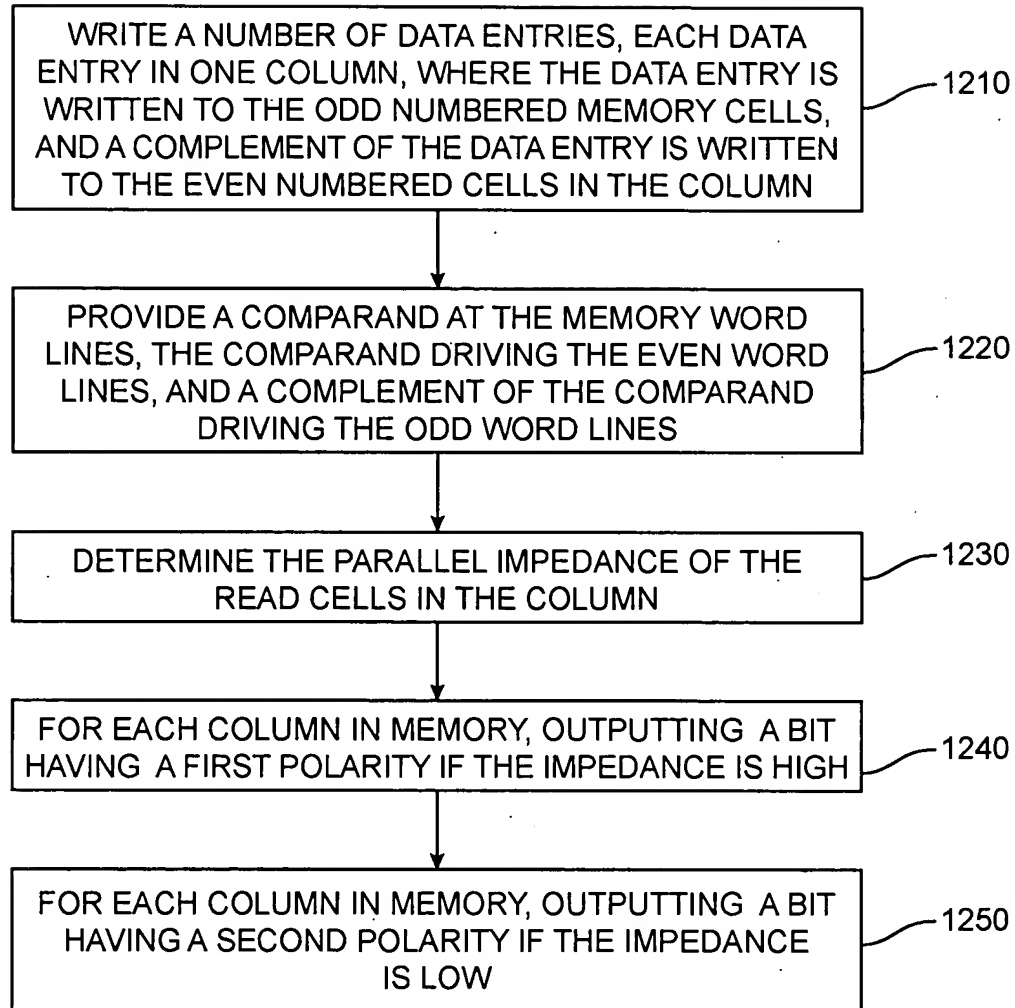 WRITE A NUMBER OF DATA ENTRIES, EACH DATA
ENTRY IN ONE COLUMN, WHERE THE DATA ENTRY IS
WRITTEN TO THE ODD NUMBERED MEMORY CELLS,
AND A COMPLEMENT OF THE DATA ENTRY IS WRITTEN
TO THE EVEN NUMBERED CELLS IN THE COLUMN
1210
PROVIDE A COMPARAND AT THE MEMORY WORD
LINES, THE COMPARAND DRIVING THE EVEN WORD
LINES, AND A COMPLEMENT OF THE COMPARAND
DRIVING THE ODD WORD LINES
1220
DETERMINE THE PARALLEL IMPEDANCE OF THE
READ CELLS IN THE COLUMN
1230
FOR EACH COLUMN IN MEMORY, OUTPUTTING A BIT
HAVING A FIRST POLARITY IF THE IMPEDANCE IS HIGH
1240
FOR EACH COLUMN IN MEMORY, OUTPUTTING A BIT
HAVING A SECOND POLARITY IF THE IMPEDANCE
IS LOW
1250